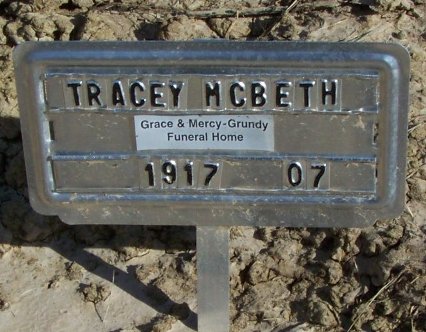 TRACEY MCBETH
Grace & Mercy-Grundy
Funeral Home
1917 07